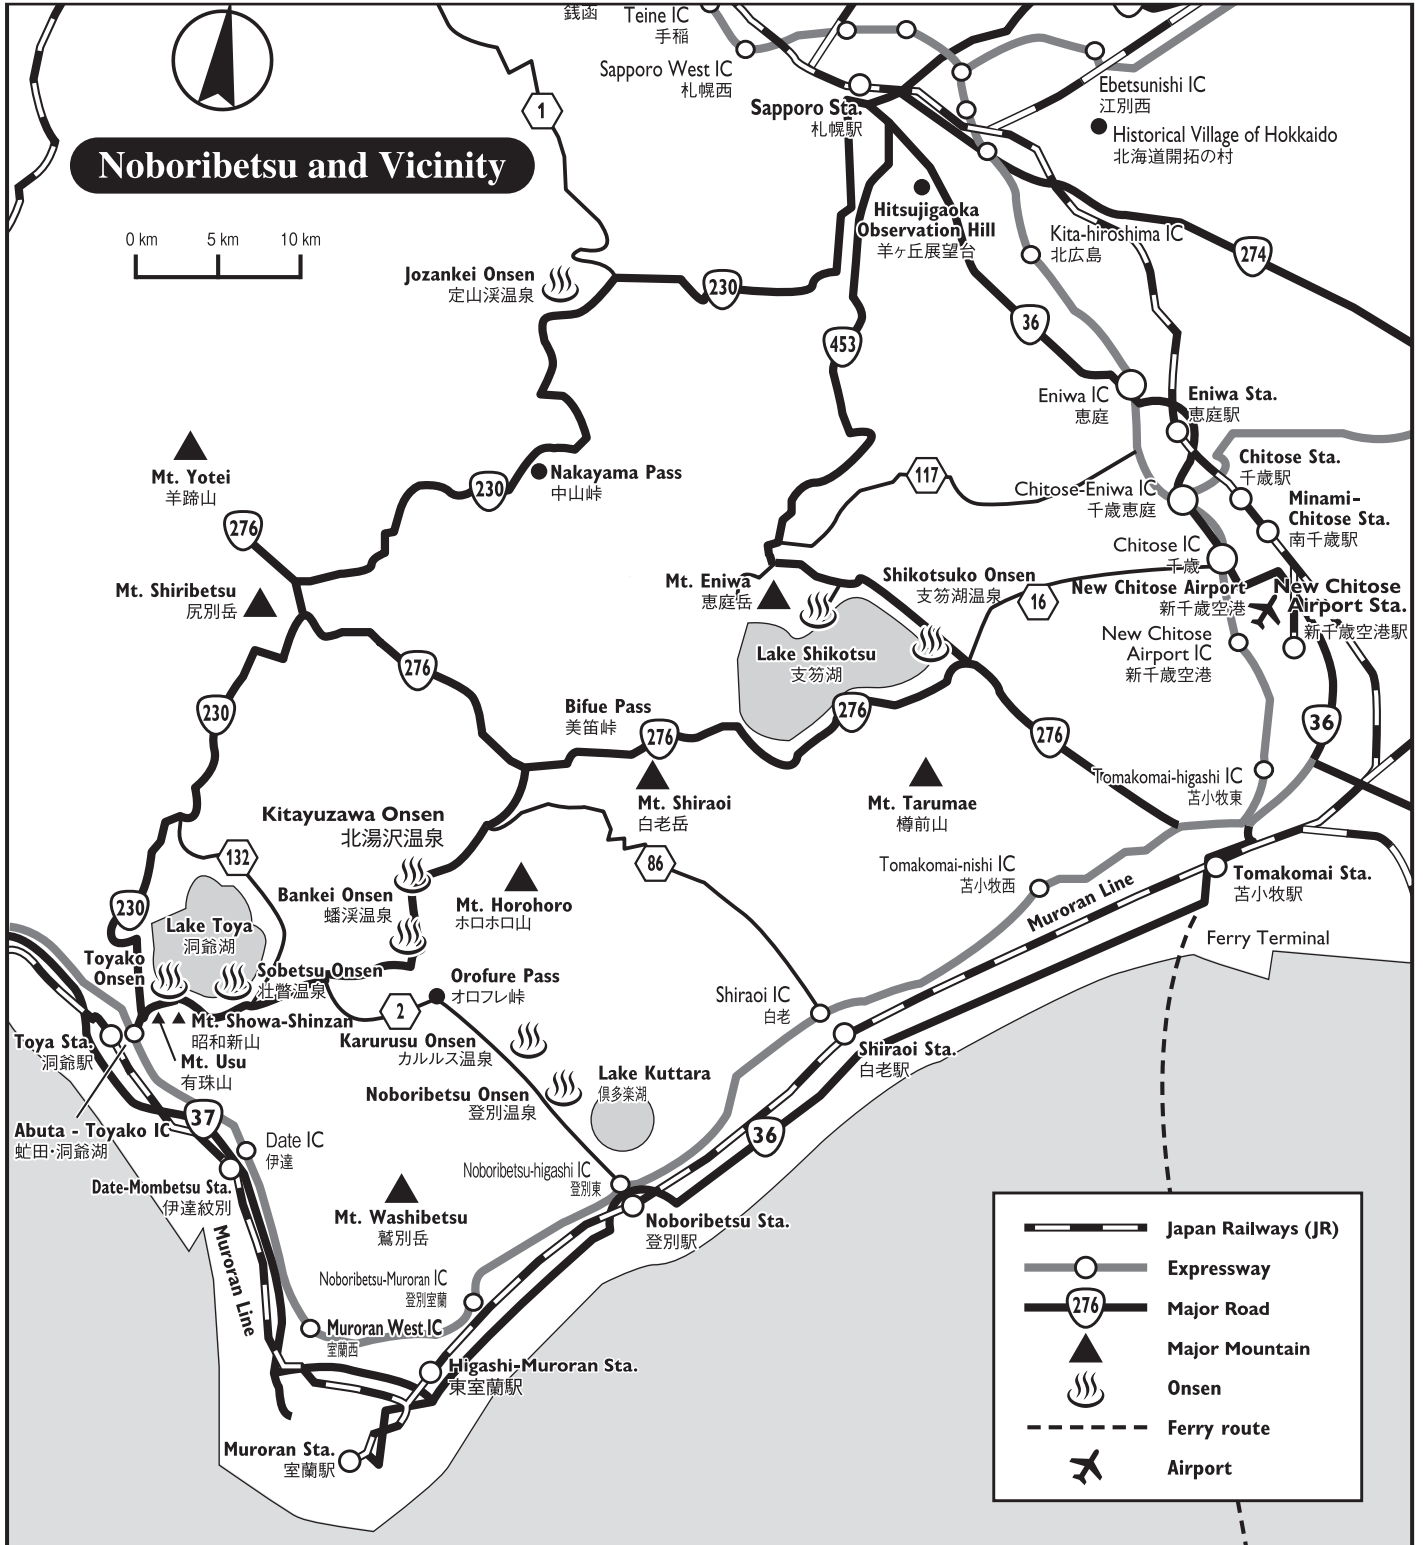 銭函
Teine IC
手稲
Sapporo West IC
札幌西
Sapporo Sta.
札幌駅
Ebetsunishi IC
江別西
Historical Village of Hokkaido
北海道開拓の村
1
Noboribetsu and Vicinity
0 km
5 km
10 km
Hitsujigaoka
Observation Hill
羊ヶ丘展望台
Kita-hiroshima IC
北広島
274
Jozankei Onsen
定山渓温泉
230
36
453
Eniwa IC
恵庭
Eniwa Sta.
恵庭駅
Mt. Yotei
羊蹄山
Nakayama Pass
中山峠
230
117
Chitose Sta.
千歳駅
Chitose-Eniwa IC
千歳恵庭
Minami-
Chitose Sta.
南千歳駅
276
Chitose IC
千歳
Mt. Shiribetsu
尻別岳
Mt. Eniwa
恵庭岳
Shikotsuko Onsen
支笏湖温泉
16
New Chitose Airport
新千歳空港
New Chitose
Airport Sta.
新千歳空港駅
New Chitose
Airport IC
新千歳空港
Lake Shikotsu
支笏湖
276
230
Bifue Pass
美笛峠
276
276
276
36
Mt. Shiraoi
白老岳
Mt. Tarumae
樽前山
Tomakomai-higashi IC
苫小牧東
Kitayuzawa Onsen
北湯沢温泉
132
86
Tomakomai-nishi IC
苫小牧西
Tomakomai Sta.
苫小牧駅
Bankei Onsen
蟠渓温泉
Mt. Horohoro
ホロホロ山
Muroran Line
230
Lake Toya
洞爺湖
Ferry Terminal
Toyako
Onsen
Sobetsu Onsen
壮瞥温泉
Orofure Pass
オロフレ峠
2
Shiraoi IC
白老
Mt. Showa-Shinzan
昭和新山
Toya Sta.
洞爺駅
Mt. Usu
有珠山
Karurusu Onsen
カルルス温泉
Shiraoi Sta.
白老駅
Noboribetsu Onsen
登別温泉
Lake Kuttara
倶多楽湖
37
Abuta - Toyako IC
虻田・洞爺湖
Date IC
伊達
36
Date-Mombetsu Sta.
伊達紋別
Noboribetsu-higashi IC
登別東
Mt. Washibetsu
鷲別岳
Noboribetsu Sta.
登別駅
Muroran Line
Noboribetsu-Muroran IC
登別室蘭
Muroran West IC
室蘭西
Higashi-Muroran Sta.
東室蘭駅
Muroran Sta.
室蘭駅
Japan Railways (JR)
Expressway
276
Major Road
Major Mountain
Onsen
Ferry route
Airport